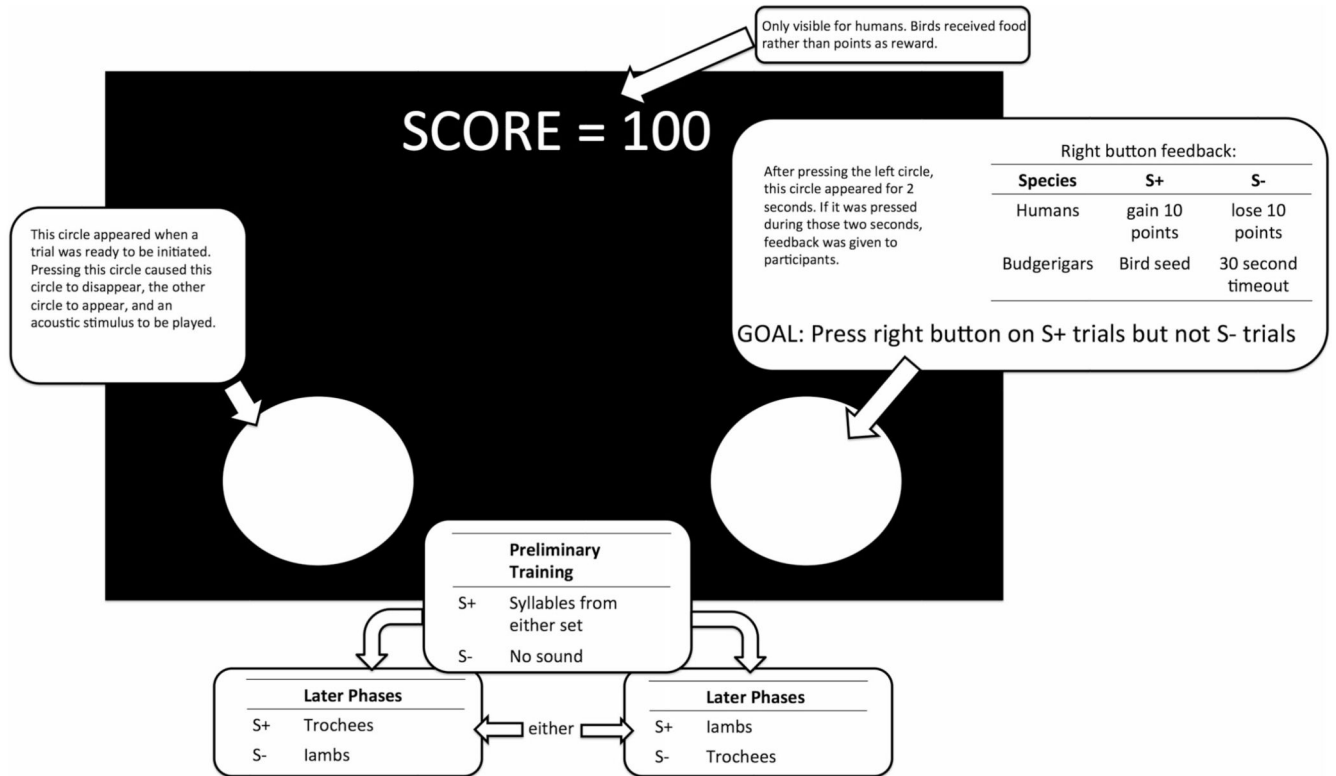 Only visible for humans. Birds received food
rather than points as reward.
SCORE = 100
This circle appeared when a
trial was ready to be initiated.
Pressing this circle caused this
circle to disappear, the other
circle to appear, and an
acoustic stimulus to be played.
After pressing the left circle,
this circle appeared for 2
seconds. If it was pressed
during those two seconds,
feedback was given to
participants.
Right button feedback:
Species S+ S-
Humans gain 10 lose 10
points points
Budgerigars Bird seed 30 second
timeout
GOAL: Press right button on S+ trials but not S- trials
Preliminary
Training
S+ Syllables from
either set
S- No sound
Later Phases
S+ Trochees
S- Iambs
either
Later Phases
S+ Iambs
S- Trochees